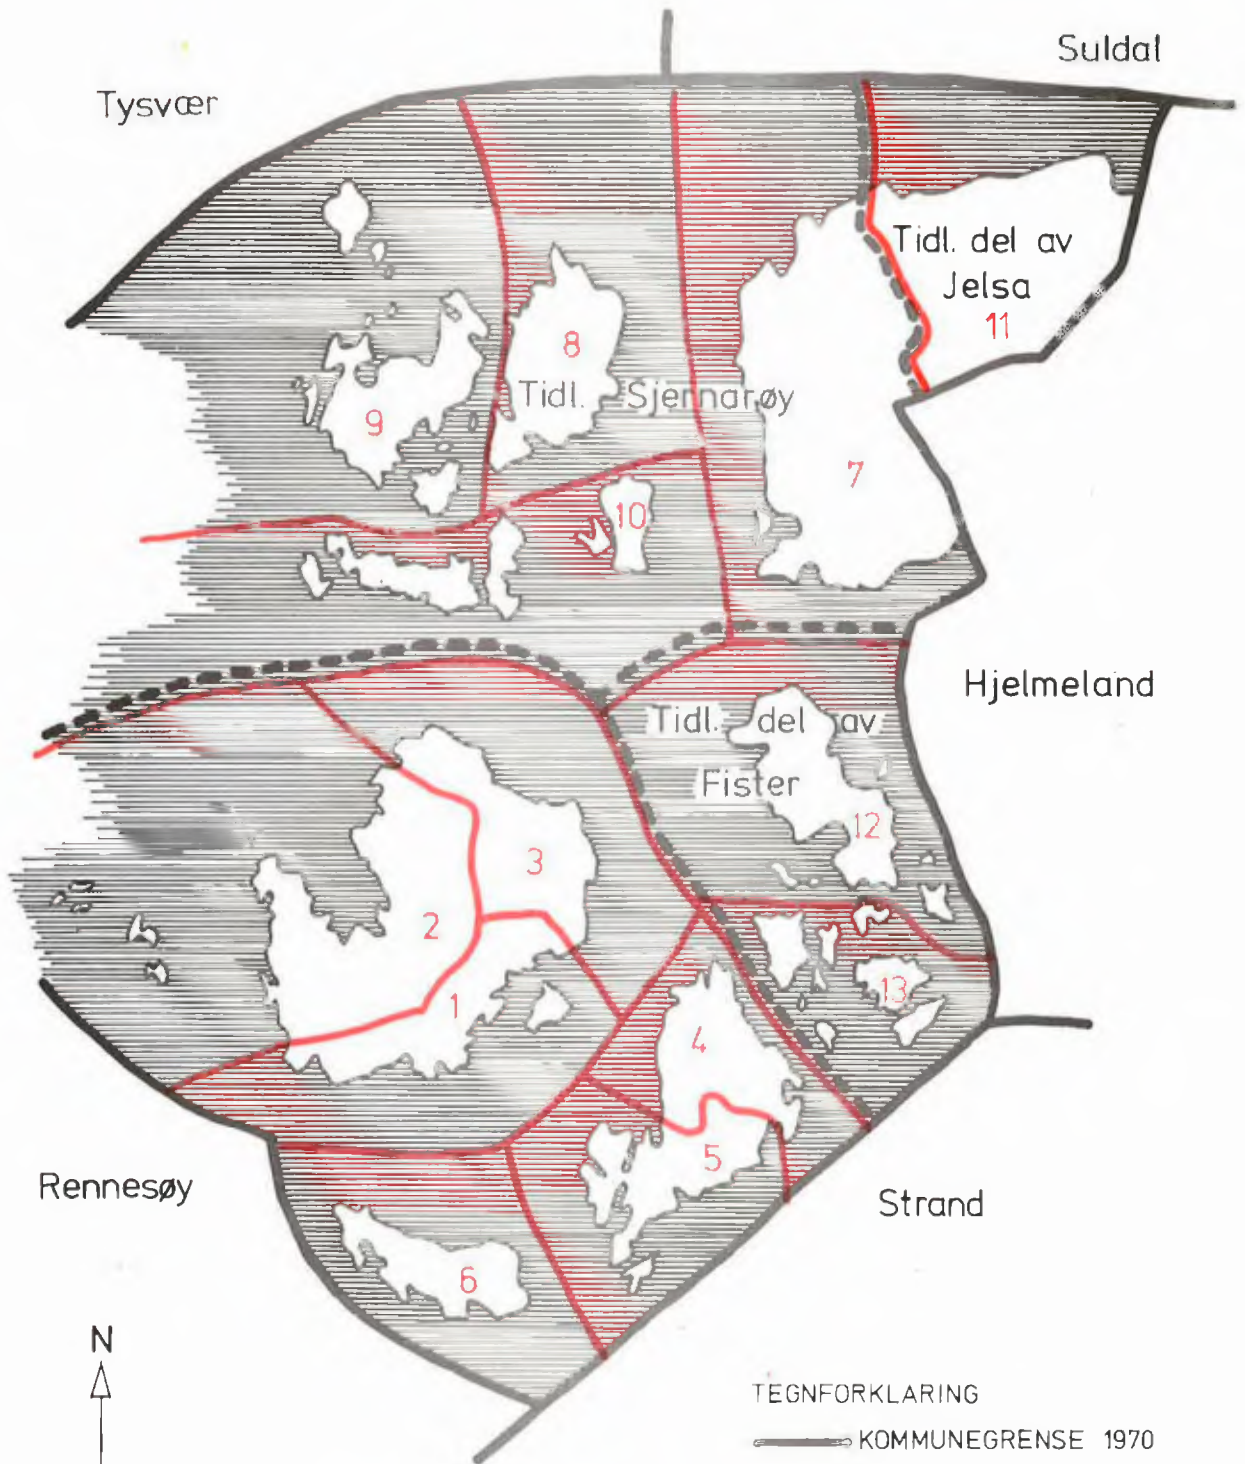 Suldal
Tysvær
Tidl. del av
Jelsa
11
8
Tidl. Sjernarøy
9
7
10
Hjelmeland
Tidl. del av
Fister
12
3
2
13
1
4
5
Rennesøy
Strand
6
N
TEGNFORKLARING
KOMMUNEGRENSE 1970